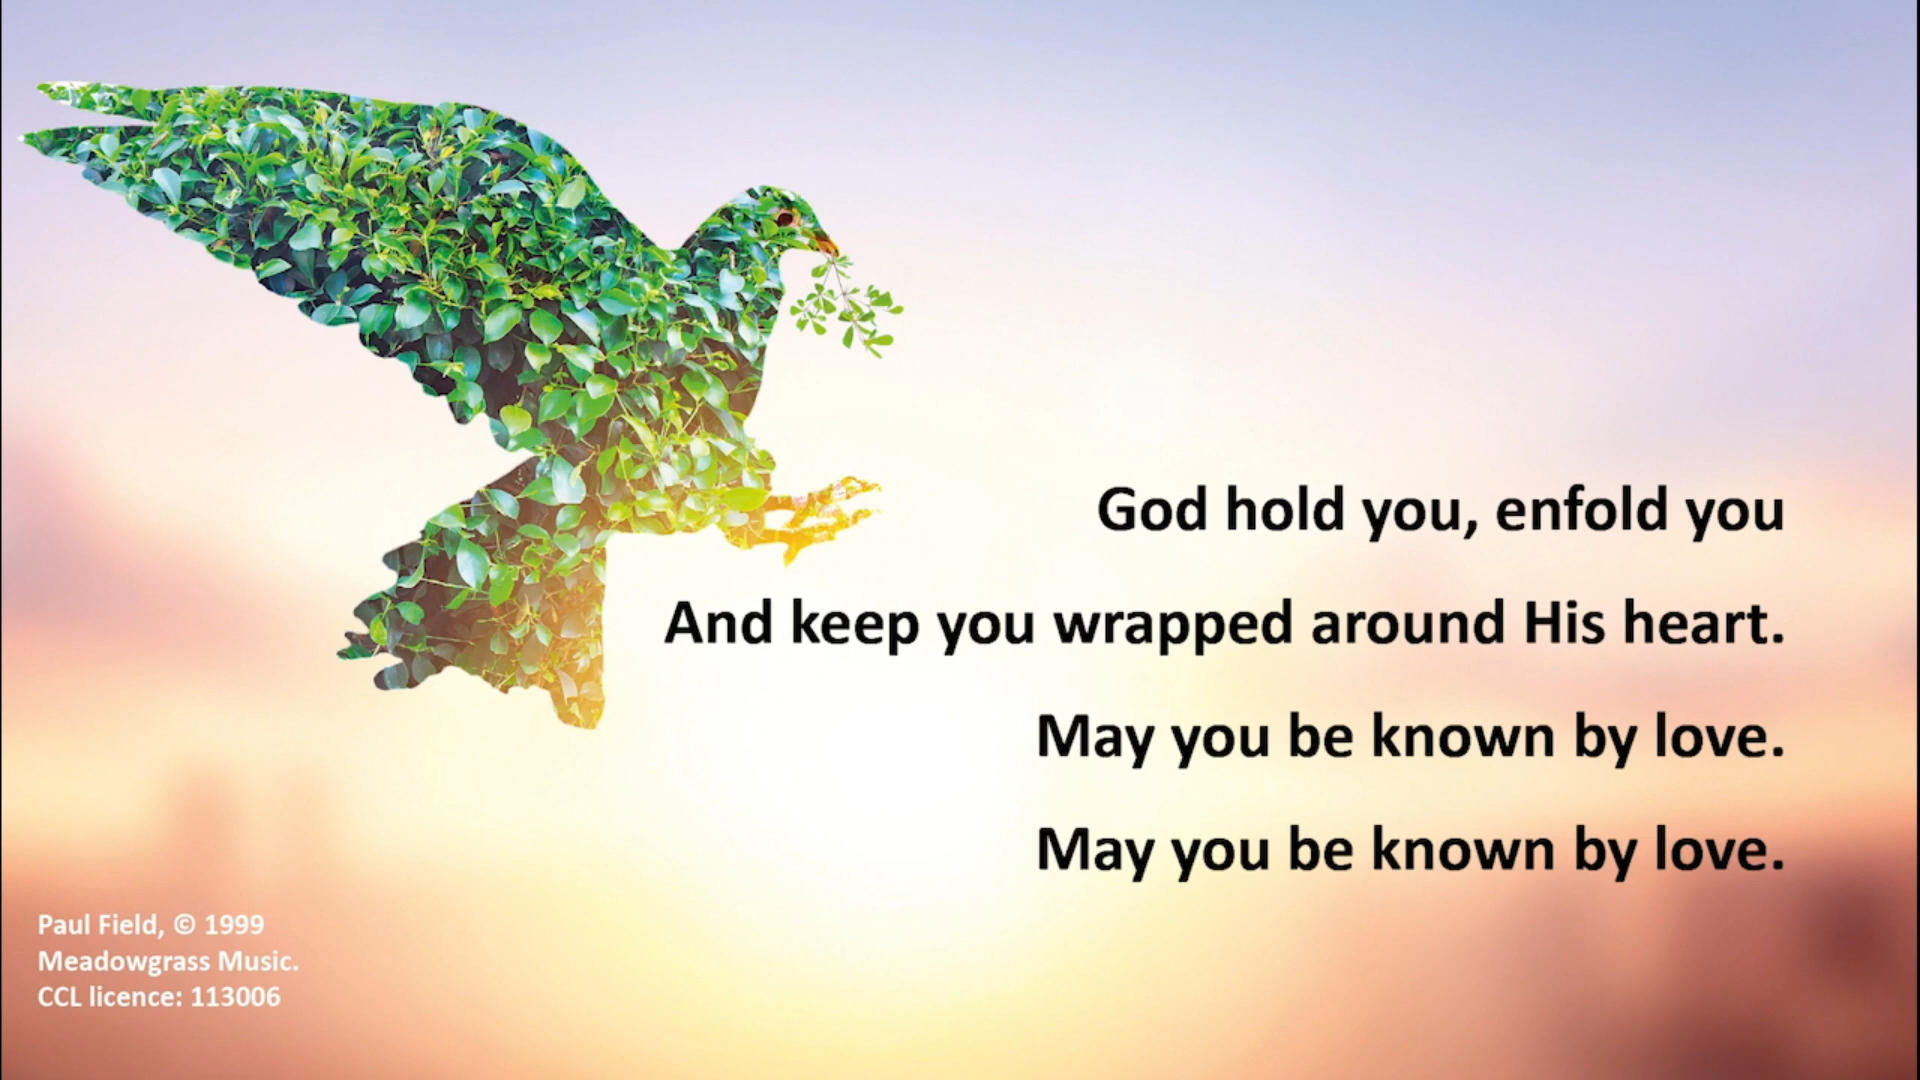 God hold you, enfold you
And keep you wrapped around His heart.
May you be known by love.
May you be known by love.
Paul Field, © 1999
Meadowgrass Music.
CCL licence: 113006